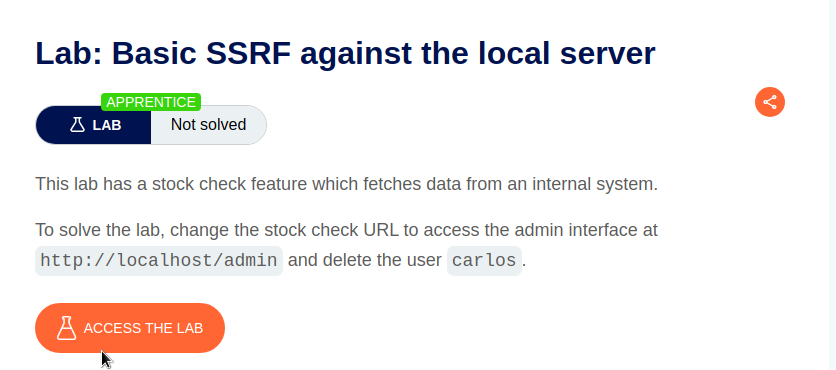 Lab: Basic SSRF against the local server
APPRENTICE
LAB Not solved
This lab has a stock check feature which fetches data from an internal system.
To solve the lab, change the stock check URL to access the admin interface at
http://localhost/admin and delete the user carlos.
ACCESS THE LAB